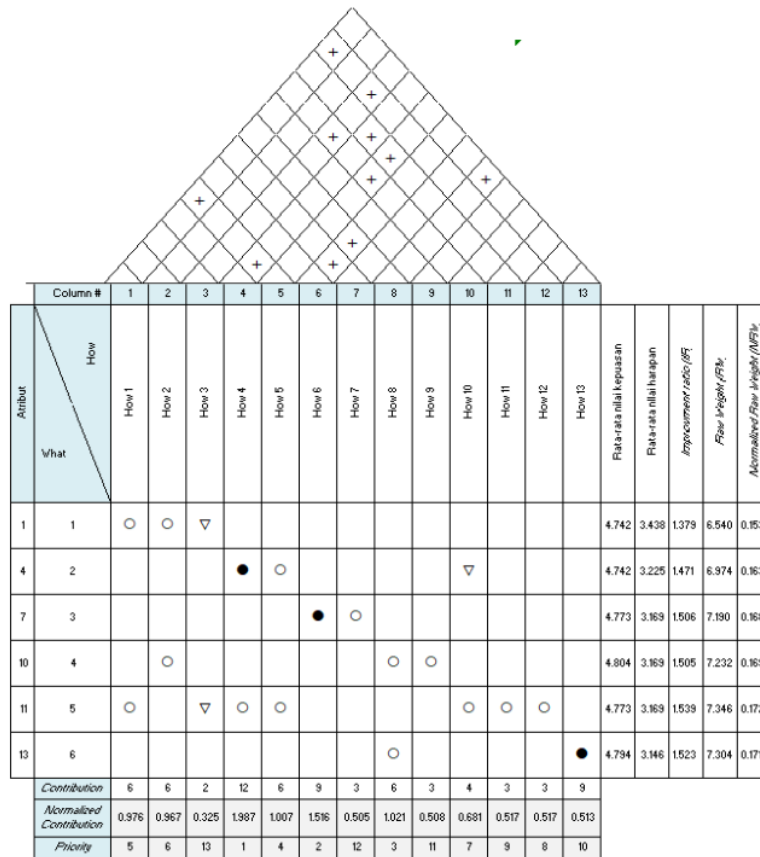 +
+
+ +
+
+ +
+
+
+ +
Column # 1 2 3 4 5 6 7 8 9 10 11 12 13
Atribut What How How 1 How 2 How 3 How 4 How 5 How 6 How 7 How 8 How 9 How 10 How 11 How 12 How 13 Rata-rata nilai kepuasan Rata-rata nilai harapan
1 1 ○ ○ ▽ 4.742 3.438 1.379 6.540
4 2 ● ○ ▽ 4.742 3.225 1.471 6.974
7 3 ● ○ 4.773 3.169 1.506 7.190
10 4 ○ ○ ○ 4.804 3.169 1.505 7.232
11 5 ○ ▽ ○ ○ ○ ○ ○ 4.773 3.169 1.539 7.346
13 6 ○ ● 4.794 3.146 1.523 7.304 0.171
Contribution 6 6 2 12 6 9 3 6 3 4 3 3 9
Normalized Contribution 0.976 0.967 0.325 1.987 1.007 1.516 0.505 1.021 0.508 0.681 0.517 0.517 0.513
Priority 5 6 13 1 4 2 12 3 11 7 9 8 10